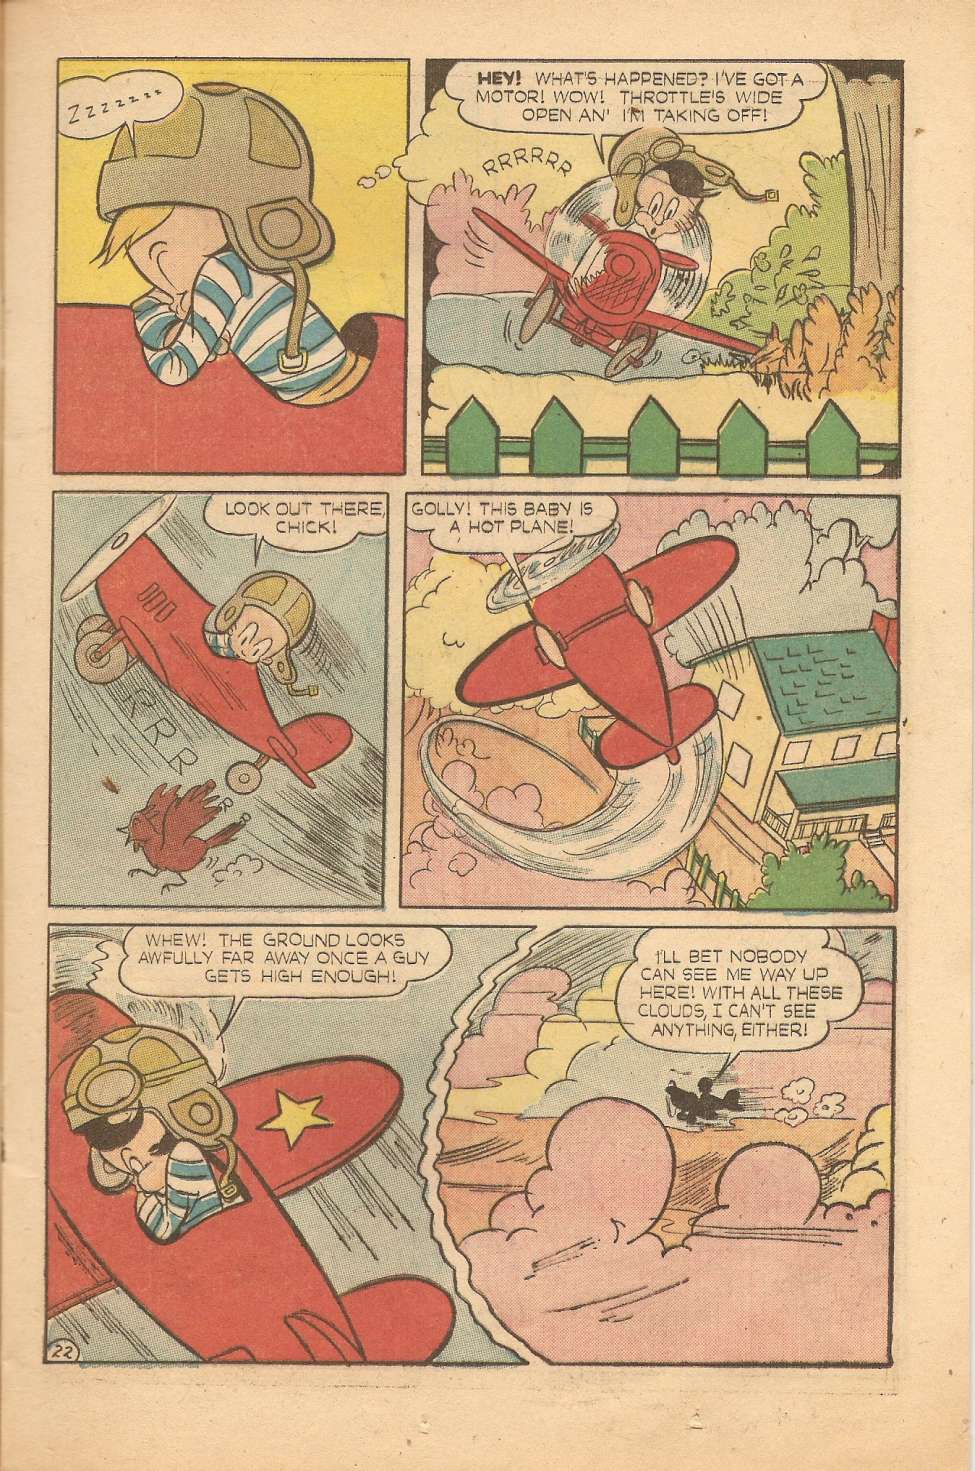 Zzzzzzz
HEY! WHAT'S HAPPENED? I'VE GOT A
MOTOR! WOW! THROTTLE'S WIDE
OPEN AN' I'M TAKING OFF!
RRRRRR
LOOK OUT THERE,
CHICK!
RRRR
GOLLY! THIS BABY IS
A HOT PLANE!
WHEW! THE GROUND LOOKS
AWFULLY FAR AWAY ONCE A GUY
GETS HIGH ENOUGH!
I'LL BET NOBODY
CAN SEE ME WAY UP
HERE! WITH ALL THESE
CLOUDS, I CAN'T SEE
ANYTHING, EITHER!
22